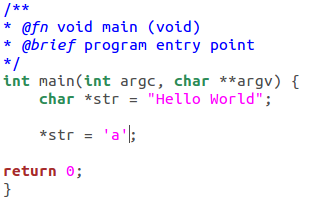 /**
* @fn void main (void)
* @brief program entry point
*/
int main(int argc, char **argv) {
    char *str = "Hello World";

    *str = 'a';

return 0;
}